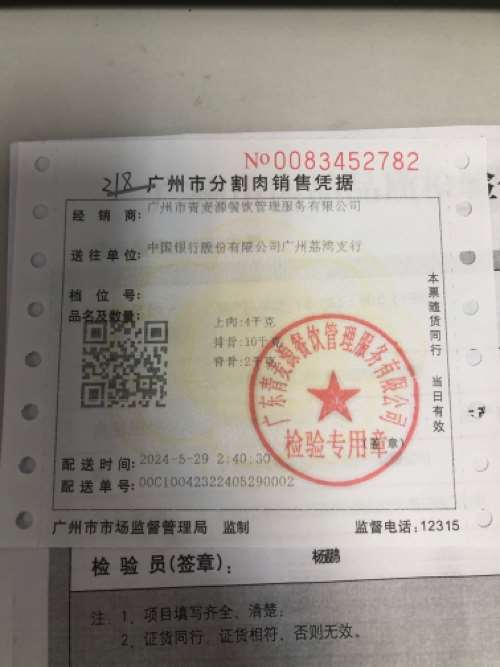 No 0083452782
218 广州市分割肉销售凭据
经销商：广州市青麦源餐饮管理服务有限公司
送往单位：中国银行股份有限公司广州荔湾支行
档位号：
品名及数量：
上肉:4千克
排骨:10千克
脊骨:2千克
本票随货同行 当日有效
广东青麦源餐饮管理服务有限公司
检验专用章
(盖章)
配送时间：2024-5-29 2:40:30
配送单号：00C10042322405290002
广州市市场监督管理局 监制 监督电话:12315
检验员(签章)： 杨鹏
注：1、项目填写齐全、清楚；
2、证货同行，证货相符，否则无效。